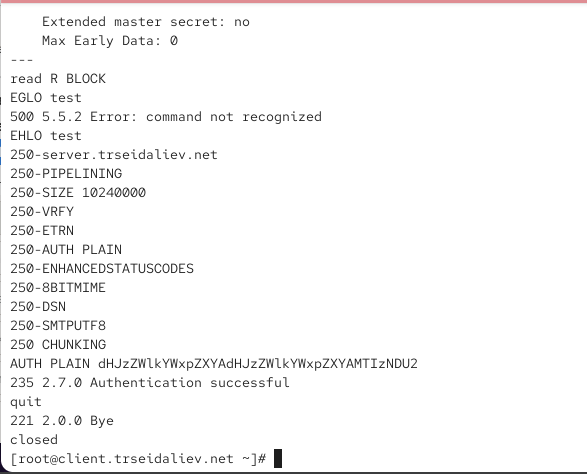 Extended master secret: no
Max Early Data: 0
---
read R BLOCK
EGLO test
500 5.5.2 Error: command not recognized
EHLO test
250-server.trseidaliev.net
250-PIPELINING
250-SIZE 10240000
250-VRFY
250-ETRN
250-AUTH PLAIN
250-ENHANCEDSTATUSCODES
250-8BITMIME
250-DSN
250-SMTPUTF8
250 CHUNKING
AUTH PLAIN dHJzZWlkYWxpZXYAdHJzZWlkYWxpZXYAMTIzNDU2
235 2.7.0 Authentication successful
quit
221 2.0.0 Bye
closed
[root@client.trseidaliev.net ~]#